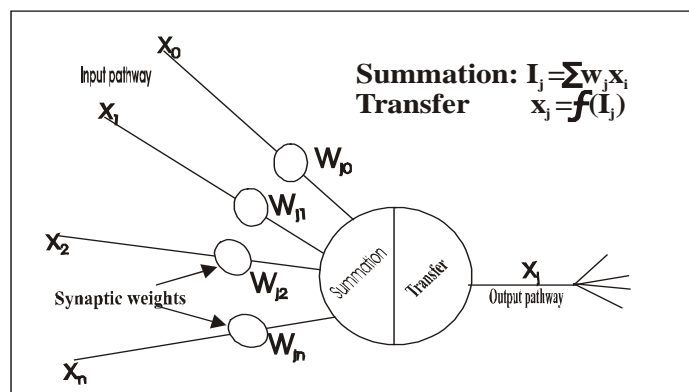 X0
Input pathway
Summation: Ij=Σwjxi
Transfer xj=f(Ij)
X1
Wj0
Wj1
X2
Summation
Transfer
Xj
Synaptic weights
Wj2
Output pathway
Wjn
Xn